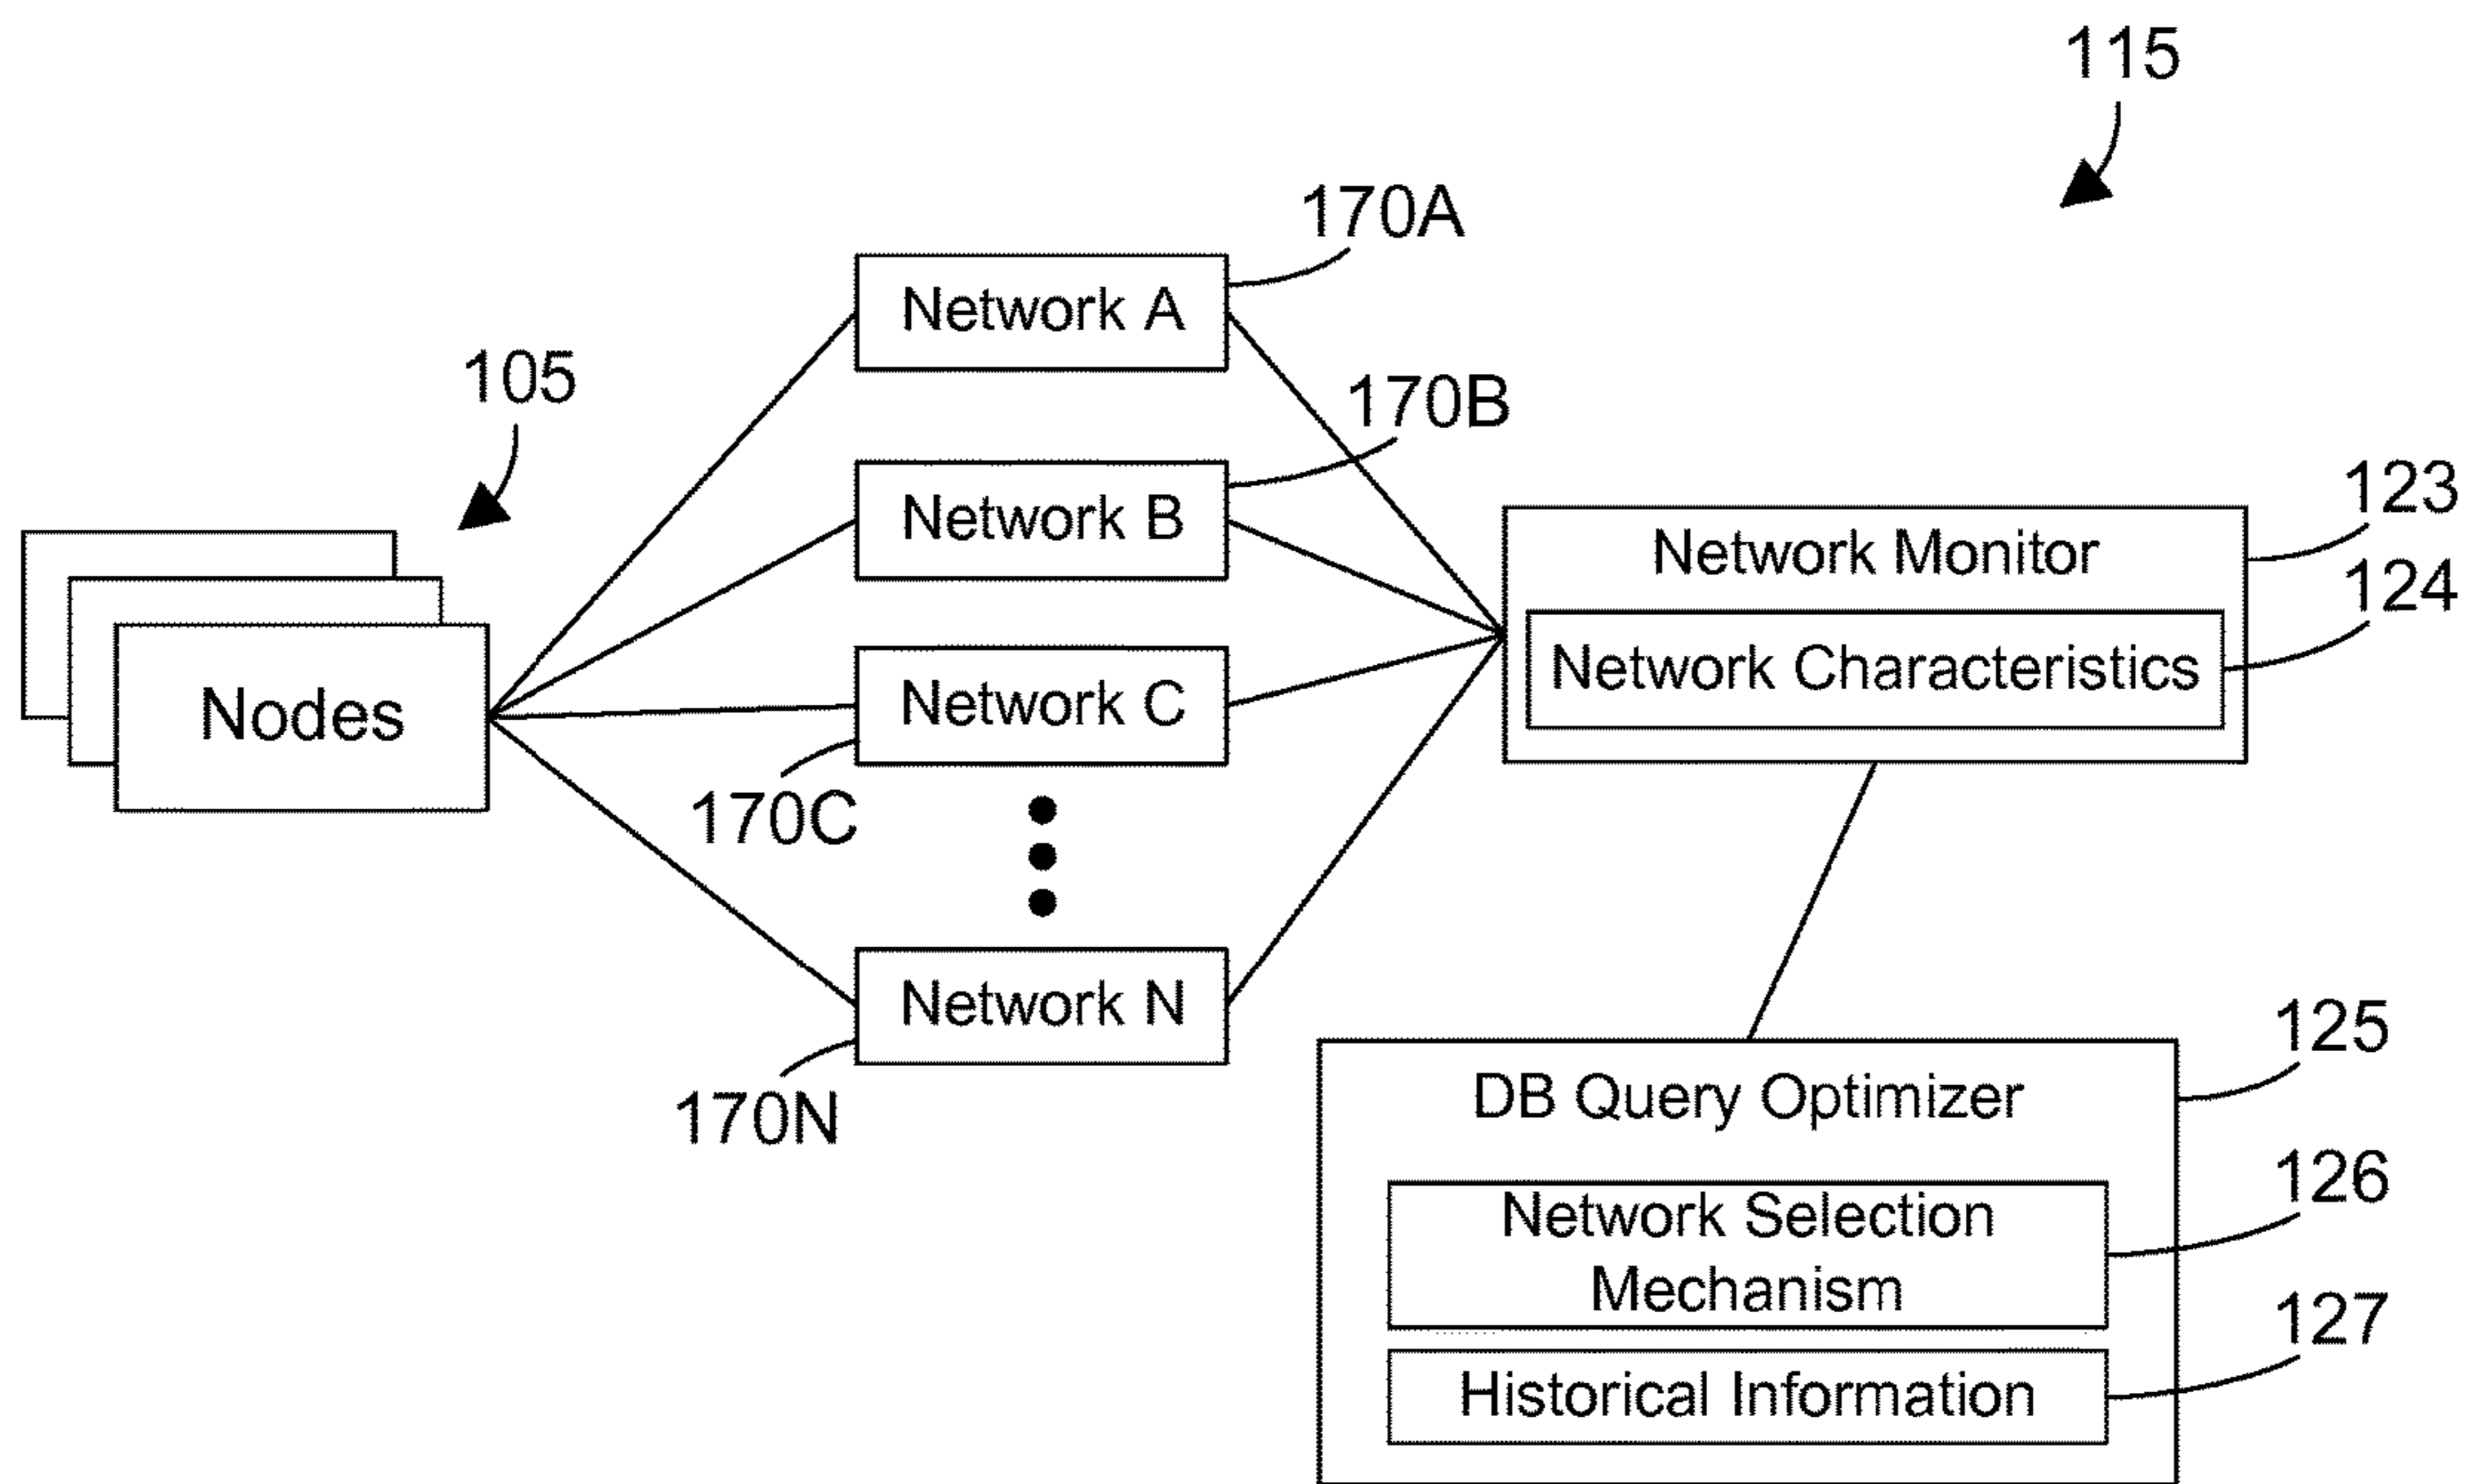 115
170A
Network A
105
170B
Network B
123
Network Monitor
124
Network Characteristics
Nodes
Network C
170C
Network N
170N
125
DB Query Optimizer
126
Network Selection
Mechanism
127
Historical Information